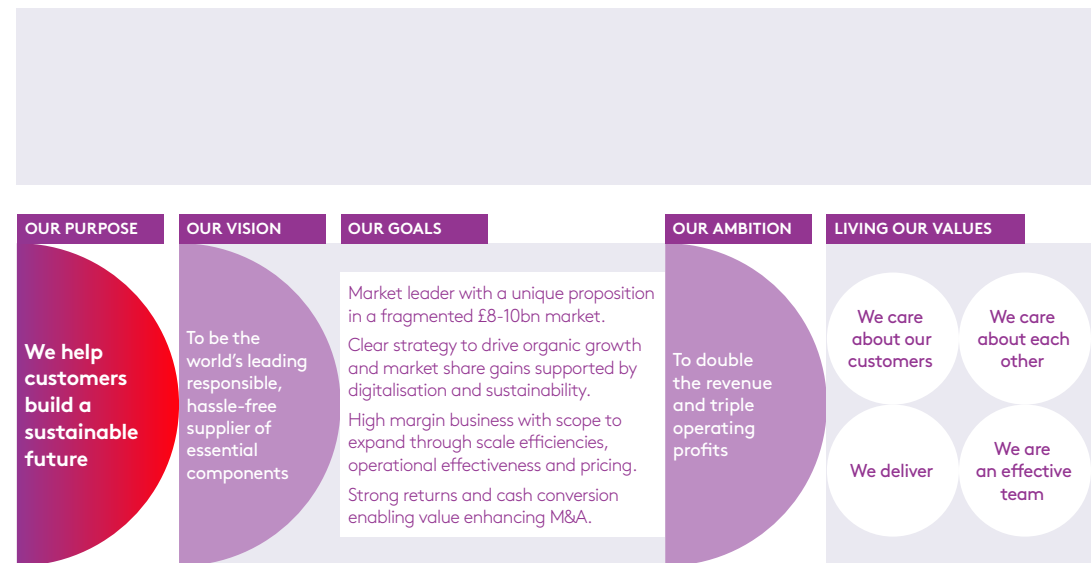 OUR PURPOSE
We help
customers
build a
sustainable
future
OUR VISION
To be the
world's leading
responsible,
hassle-free
supplier of
essential
components
OUR GOALS
Market leader with a unique proposition
in a fragmented £8-10bn market.
Clear strategy to drive organic growth
and market share gains supported by
digitalisation and sustainability.
High margin business with scope to
expand through scale efficiencies,
operational effectiveness and pricing.
Strong returns and cash conversion
enabling value enhancing M&A.
OUR AMBITION
To double
the revenue
and triple
operating
profits
LIVING OUR VALUES
We care
about our
customers
We care
about each
other
We deliver
We are
an effective
team